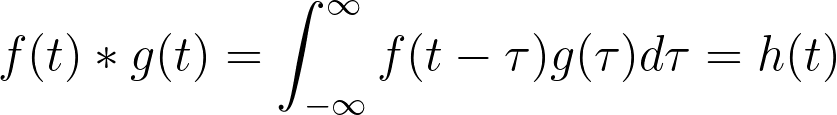 f(t) ∗ g(t) = ∫_{−∞}^{∞} f(t − τ)g(τ)dτ = h(t)